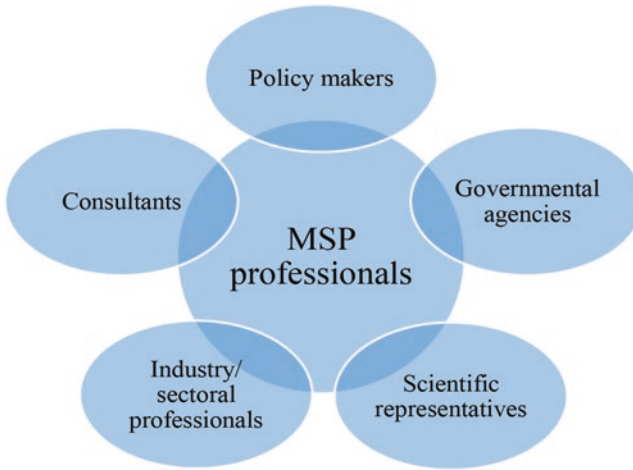 Policy makers
Consultants
Governmental
agencies
MSP
professionals
Industry/
sectoral
professionals
Scientific
representatives